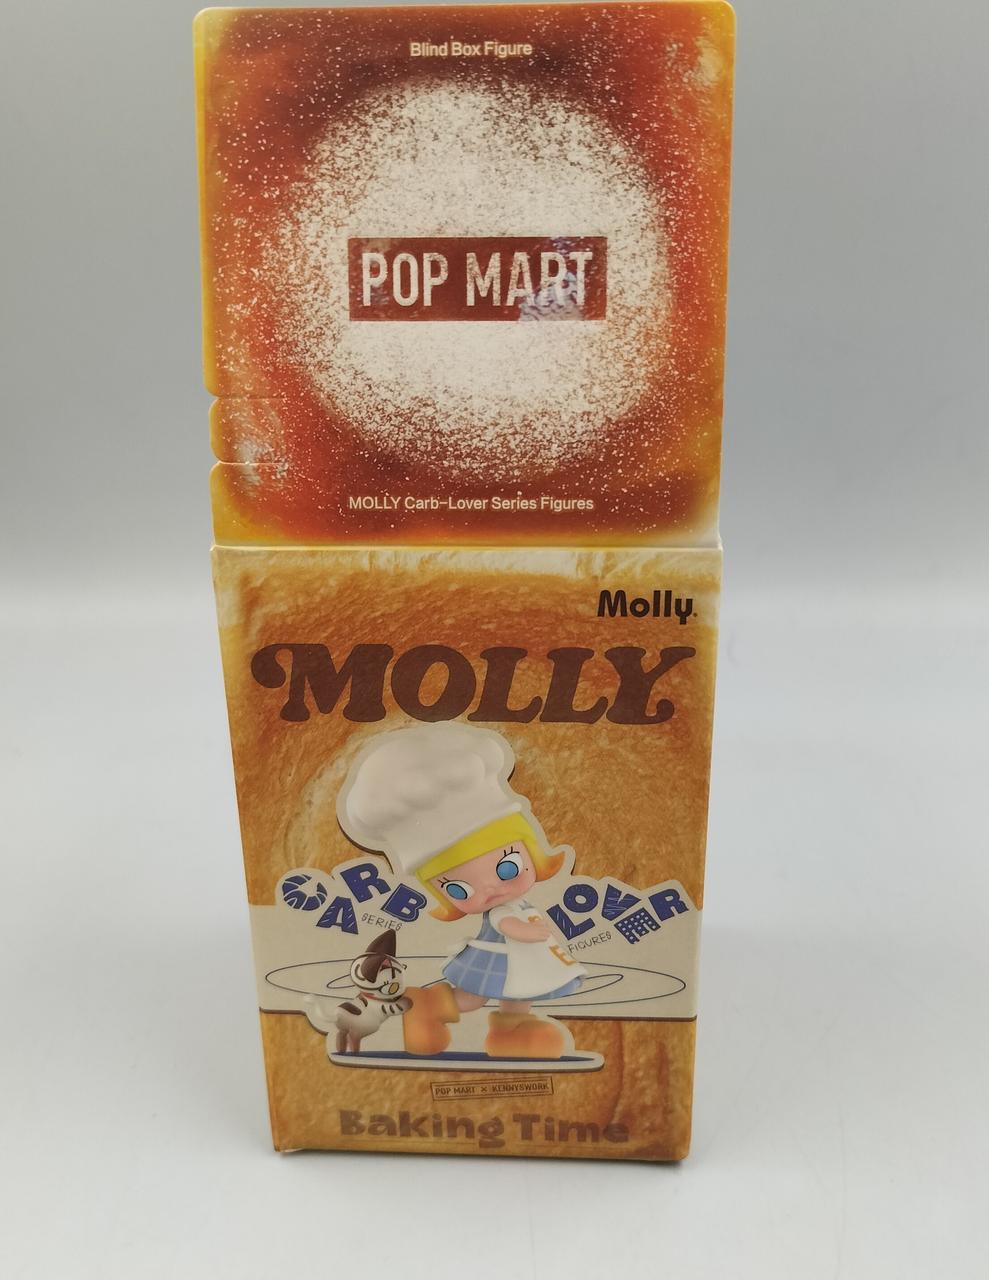 Blind Box Figure
POP MART
MOLLY Carb-Lover Series Figures
Molly.
MOLLY
CARB
SERIES
LOVER
FIGURES
POP MART × KENNYSWORK
Baking Time